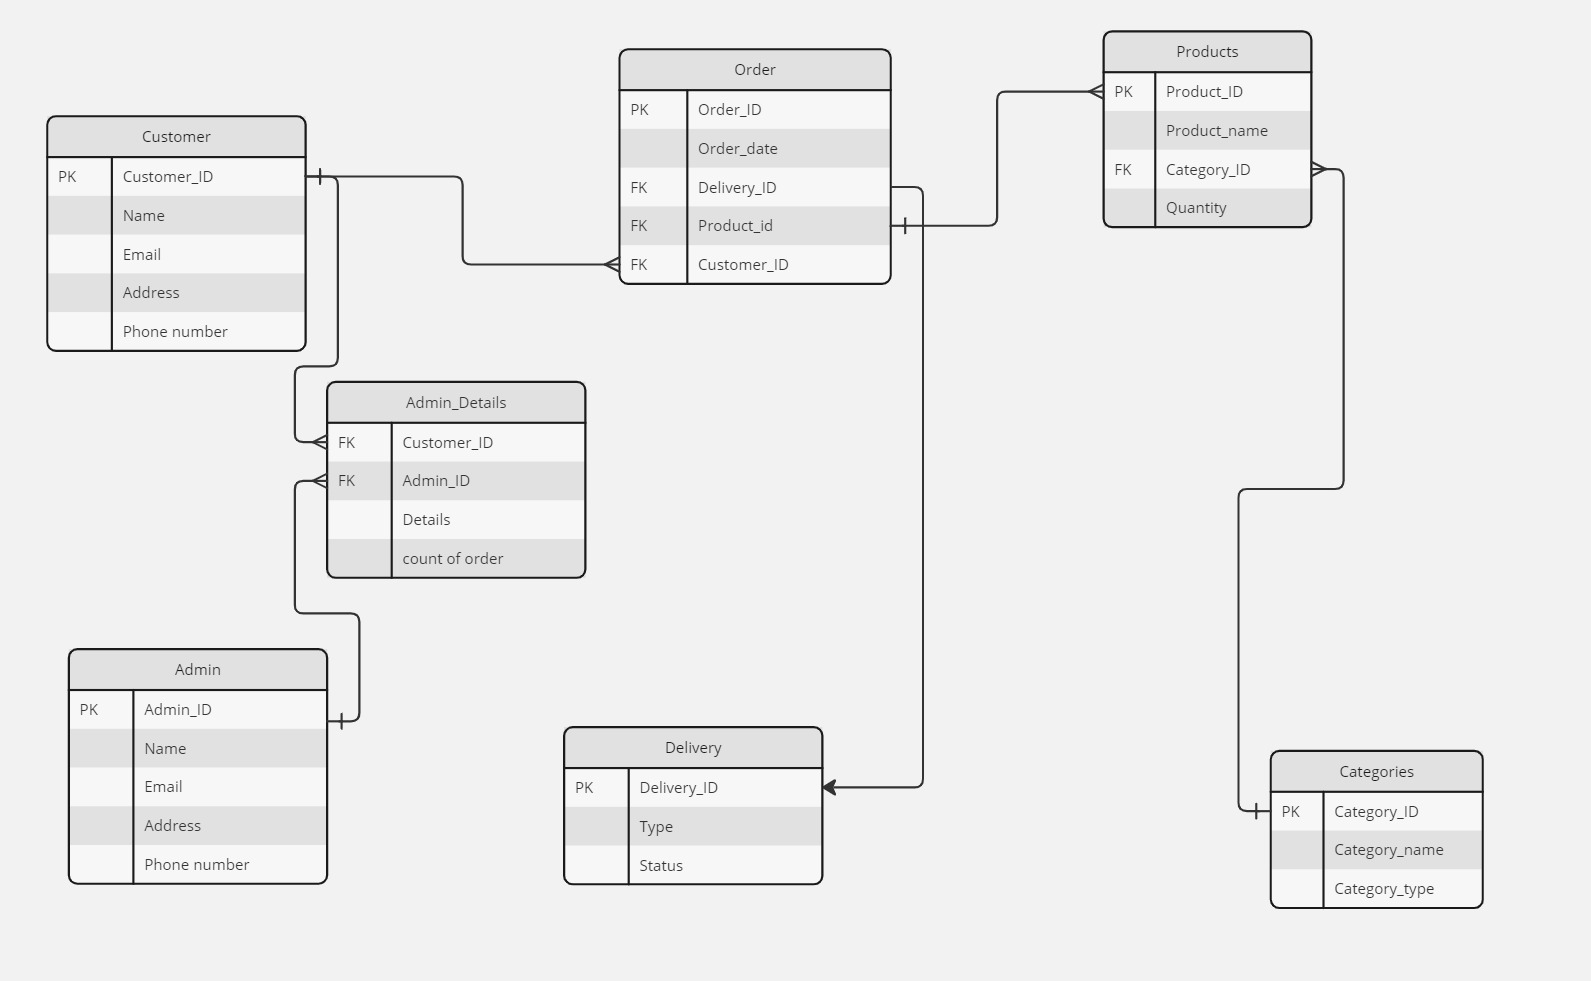 Customer
PK Customer_ID
Name
Email
Address
Phone number
Order
PK Order_ID
Order_date
FK Delivery_ID
FK Product_id
FK Customer_ID
Products
PK Product_ID
Product_name
FK Category_ID
Quantity
Admin_Details
FK Customer_ID
FK Admin_ID
Details
count of order
Admin
PK Admin_ID
Name
Email
Address
Phone number
Delivery
PK Delivery_ID
Type
Status
Categories
PK Category_ID
Category_name
Category_type